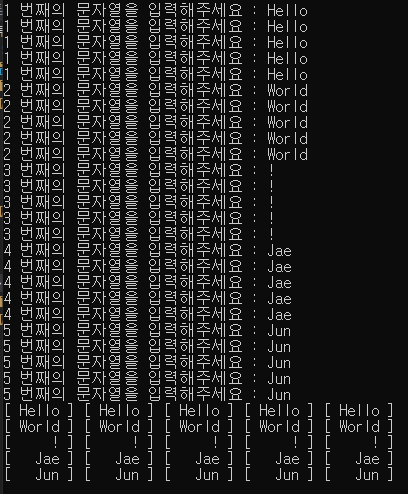 1 번째의 문자열을 입력해주세요 : Hello
1 번째의 문자열을 입력해주세요 : Hello
1 번째의 문자열을 입력해주세요 : Hello
1 번째의 문자열을 입력해주세요 : Hello
1 번째의 문자열을 입력해주세요 : Hello
2 번째의 문자열을 입력해주세요 : World
2 번째의 문자열을 입력해주세요 : World
2 번째의 문자열을 입력해주세요 : World
2 번째의 문자열을 입력해주세요 : World
2 번째의 문자열을 입력해주세요 : World
3 번째의 문자열을 입력해주세요 : !
3 번째의 문자열을 입력해주세요 : !
3 번째의 문자열을 입력해주세요 : !
3 번째의 문자열을 입력해주세요 : !
3 번째의 문자열을 입력해주세요 : !
4 번째의 문자열을 입력해주세요 : Jae
4 번째의 문자열을 입력해주세요 : Jae
4 번째의 문자열을 입력해주세요 : Jae
4 번째의 문자열을 입력해주세요 : Jae
4 번째의 문자열을 입력해주세요 : Jae
5 번째의 문자열을 입력해주세요 : Jun
5 번째의 문자열을 입력해주세요 : Jun
5 번째의 문자열을 입력해주세요 : Jun
5 번째의 문자열을 입력해주세요 : Jun
5 번째의 문자열을 입력해주세요 : Jun
[ Hello ] [ Hello ] [ Hello ] [ Hello ] [ Hello ]
[ World ] [ World ] [ World ] [ World ] [ World ]
[     ! ] [     ! ] [     ! ] [     ! ] [     ! ]
[   Jae ] [   Jae ] [   Jae ] [   Jae ] [   Jae ]
[   Jun ] [   Jun ] [   Jun ] [   Jun ] [   Jun ]